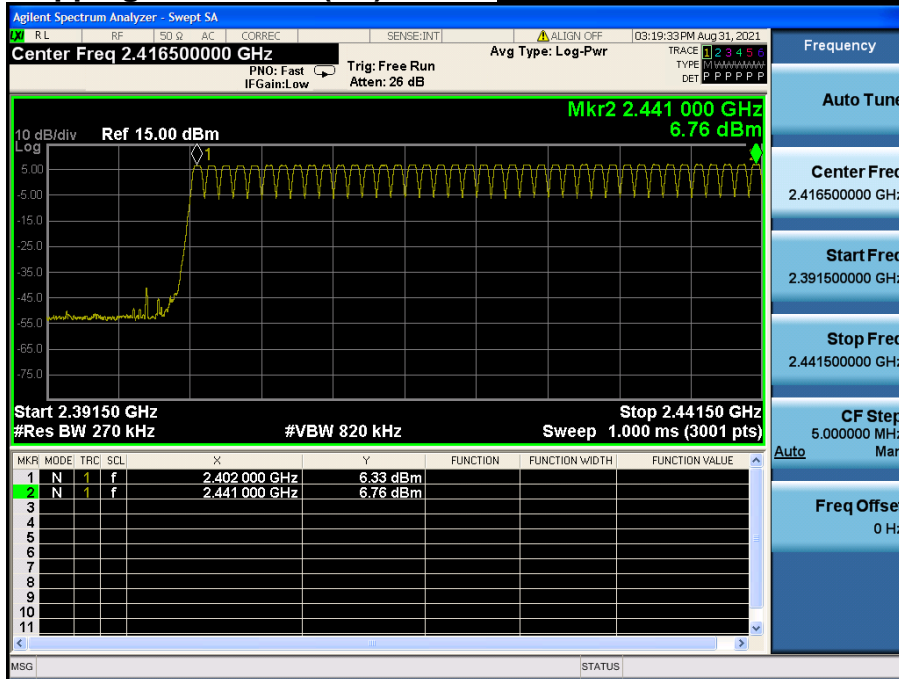 Agilent Spectrum Analyzer - Swept SA
LXI RL RF 50 Ω AC CORREC SENSE:INT ALIGN OFF 03:19:33 PM Aug 31, 2021
Center Freq 2.416500000 GHz
PNO: Fast
IFGain:Low
Trig: Free Run
Atten: 26 dB
Avg Type: Log-Pwr
TRACE 1 2 3 4 5 6
TYPE M WWWWW
DET P P P P P P
Frequency
Mkr2 2.441 000 GHz
6.76 dBm
10 dB/div Ref 15.00 dBm
Log
1
5.00
-5.00
-15.0
-25.0
-35.0
-45.0
-55.0
-65.0
-75.0
Start 2.39150 GHz Stop 2.44150 GHz
#Res BW 270 kHz #VBW 820 kHz Sweep 1.000 ms (3001 pts)
MKR MODE TRC SCL X Y FUNCTION FUNCTION WIDTH FUNCTION VALUE
1 N 1 f 2.402 000 GHz 6.33 dBm
2 N 1 f 2.441 000 GHz 6.76 dBm
3
4
5
6
7
8
9
10
11
MSG STATUS
Auto Tune
Center Freq
2.416500000 GHz
Start Freq
2.391500000 GHz
Stop Freq
2.441500000 GHz
CF Step
5.000000 MHz
Auto Man
Freq Offset
0 Hz